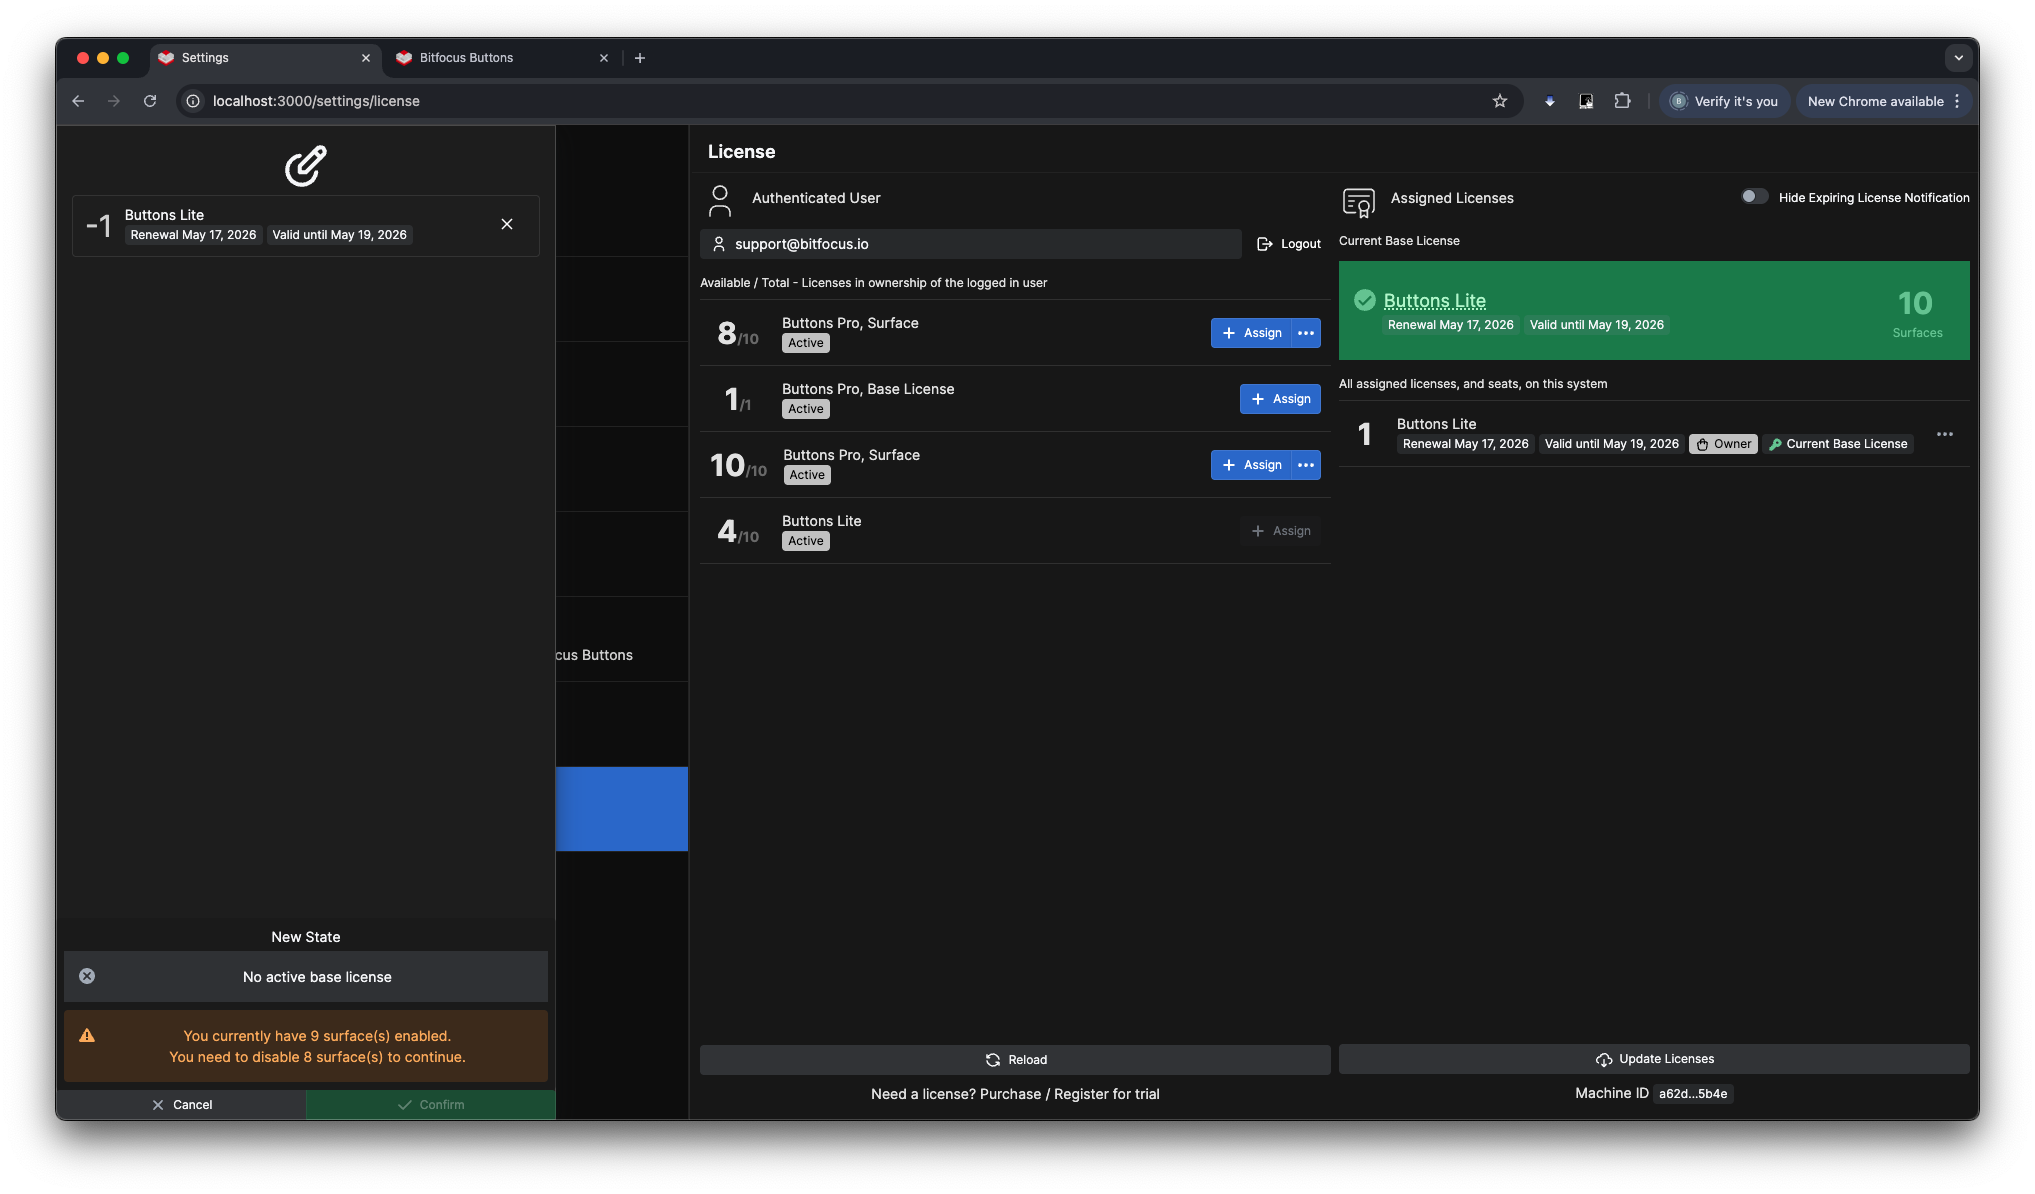 Settings
Bitfocus Buttons
localhost:3000/settings/license
B
Verify it's you
New Chrome available
-1
Buttons Lite
Renewal May 17, 2026
Valid until May 19, 2026
New State
No active base license
You currently have 9 surface(s) enabled.
You need to disable 8 surface(s) to continue.
Cancel
Confirm
cus Buttons
License
Authenticated User
support@bitfocus.io
Logout
Available / Total - Licenses in ownership of the logged in user
8/10
Buttons Pro, Surface
Active
Assign
1/1
Buttons Pro, Base License
Active
Assign
10/10
Buttons Pro, Surface
Active
Assign
4/10
Buttons Lite
Active
Assign
Reload
Need a license? Purchase / Register for trial
Assigned Licenses
Hide Expiring License Notification
Current Base License
Buttons Lite
Renewal May 17, 2026
Valid until May 19, 2026
10
Surfaces
All assigned licenses, and seats, on this system
1
Buttons Lite
Renewal May 17, 2026
Valid until May 19, 2026
Owner
Current Base License
Update Licenses
Machine ID a62d...5b4e